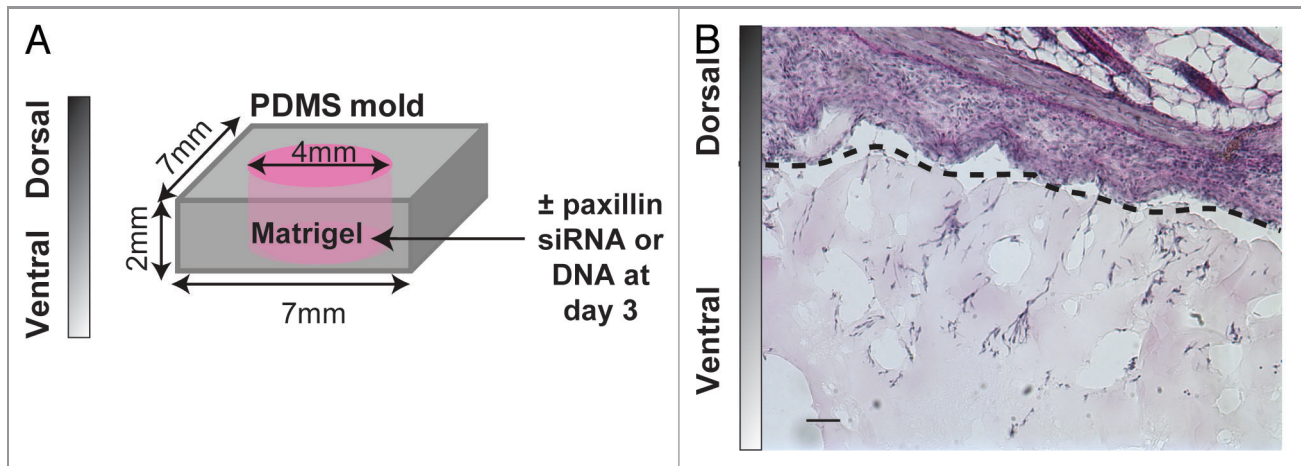 A
Dorsal
Ventral
PDMS mold
7mm
4mm
2mm
Matrigel
7mm
± paxillin
siRNA or
DNA at
day 3
B
Dorsal
Ventral